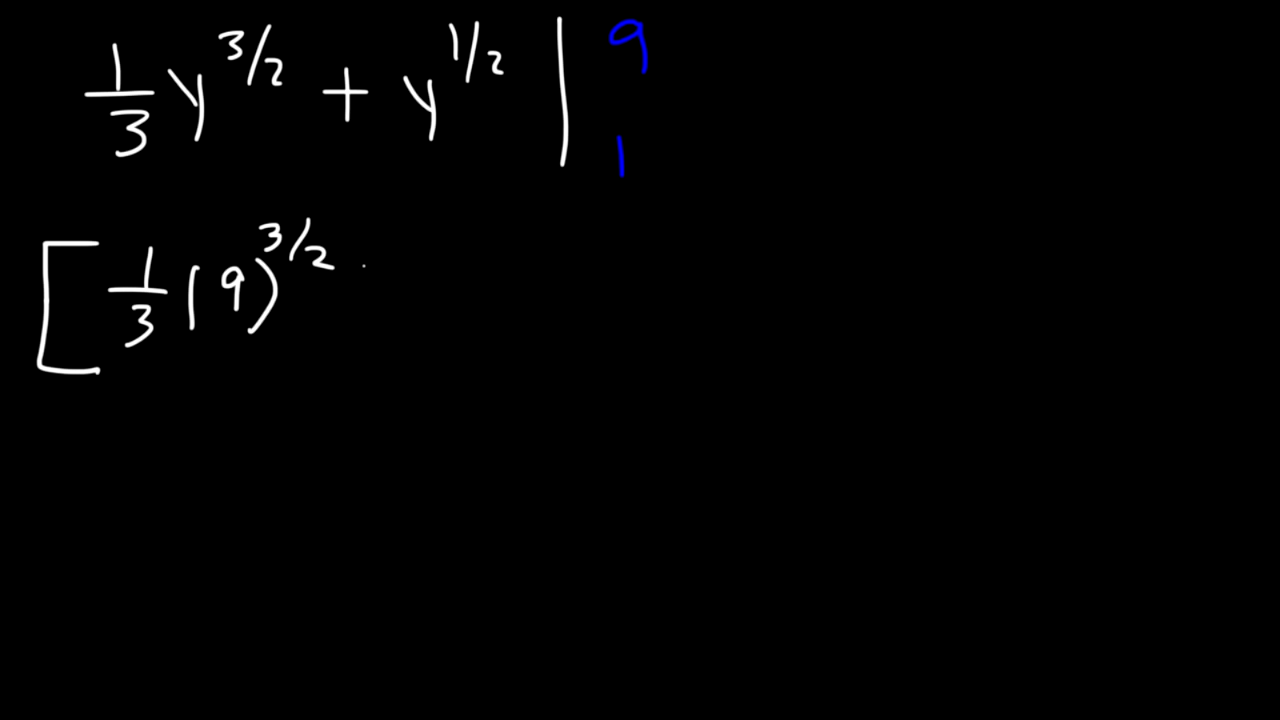 1/3 y^3/2 + y^1/2 | 9 1
[ 1/3 (9)^3/2